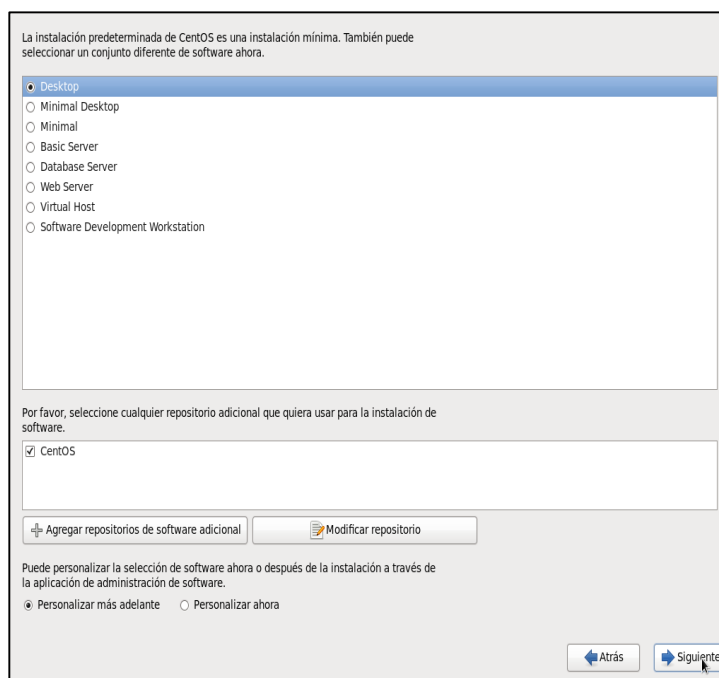 La instalación predeterminada de CentOS es una instalación mínima. También puede
seleccionar un conjunto diferente de software ahora.
Desktop
Minimal Desktop
Minimal
Basic Server
Database Server
Web Server
Virtual Host
Software Development Workstation
Por favor, seleccione cualquier repositorio adicional que quiera usar para la instalación de
software.
CentOS
Agregar repositorios de software adicional
Modificar repositorio
Puede personalizar la selección de software ahora o después de la instalación a través de
la aplicación de administración de software.
Personalizar más adelante
Personalizar ahora
Atrás
Siguiente